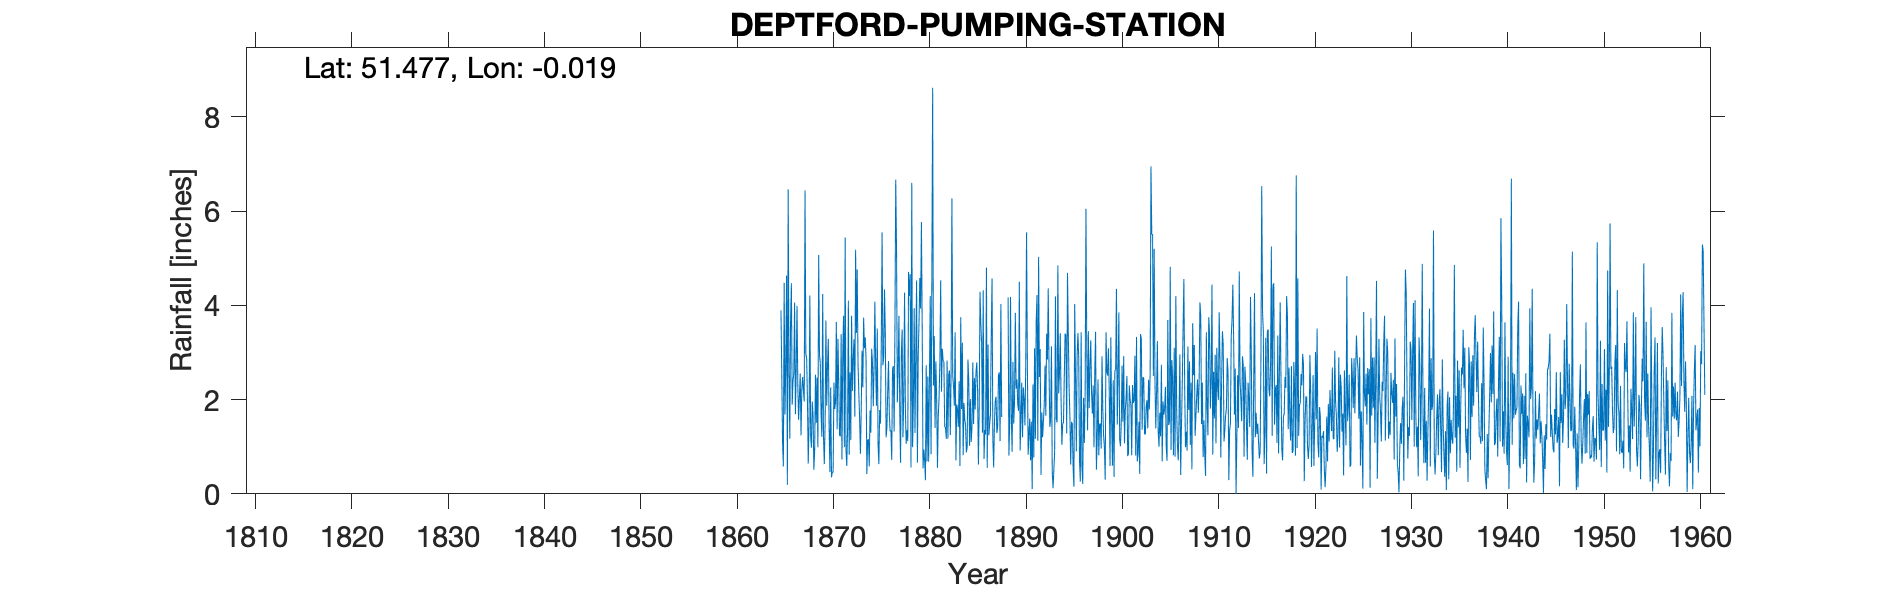 DEPTFORD-PUMPING-STATION
Lat: 51.477, Lon: -0.019
Rainfall [inches]
8
6
4
2
0
1810 1820 1830 1840 1850 1860 1870 1880 1890 1900 1910 1920 1930 1940 1950 1960
Year